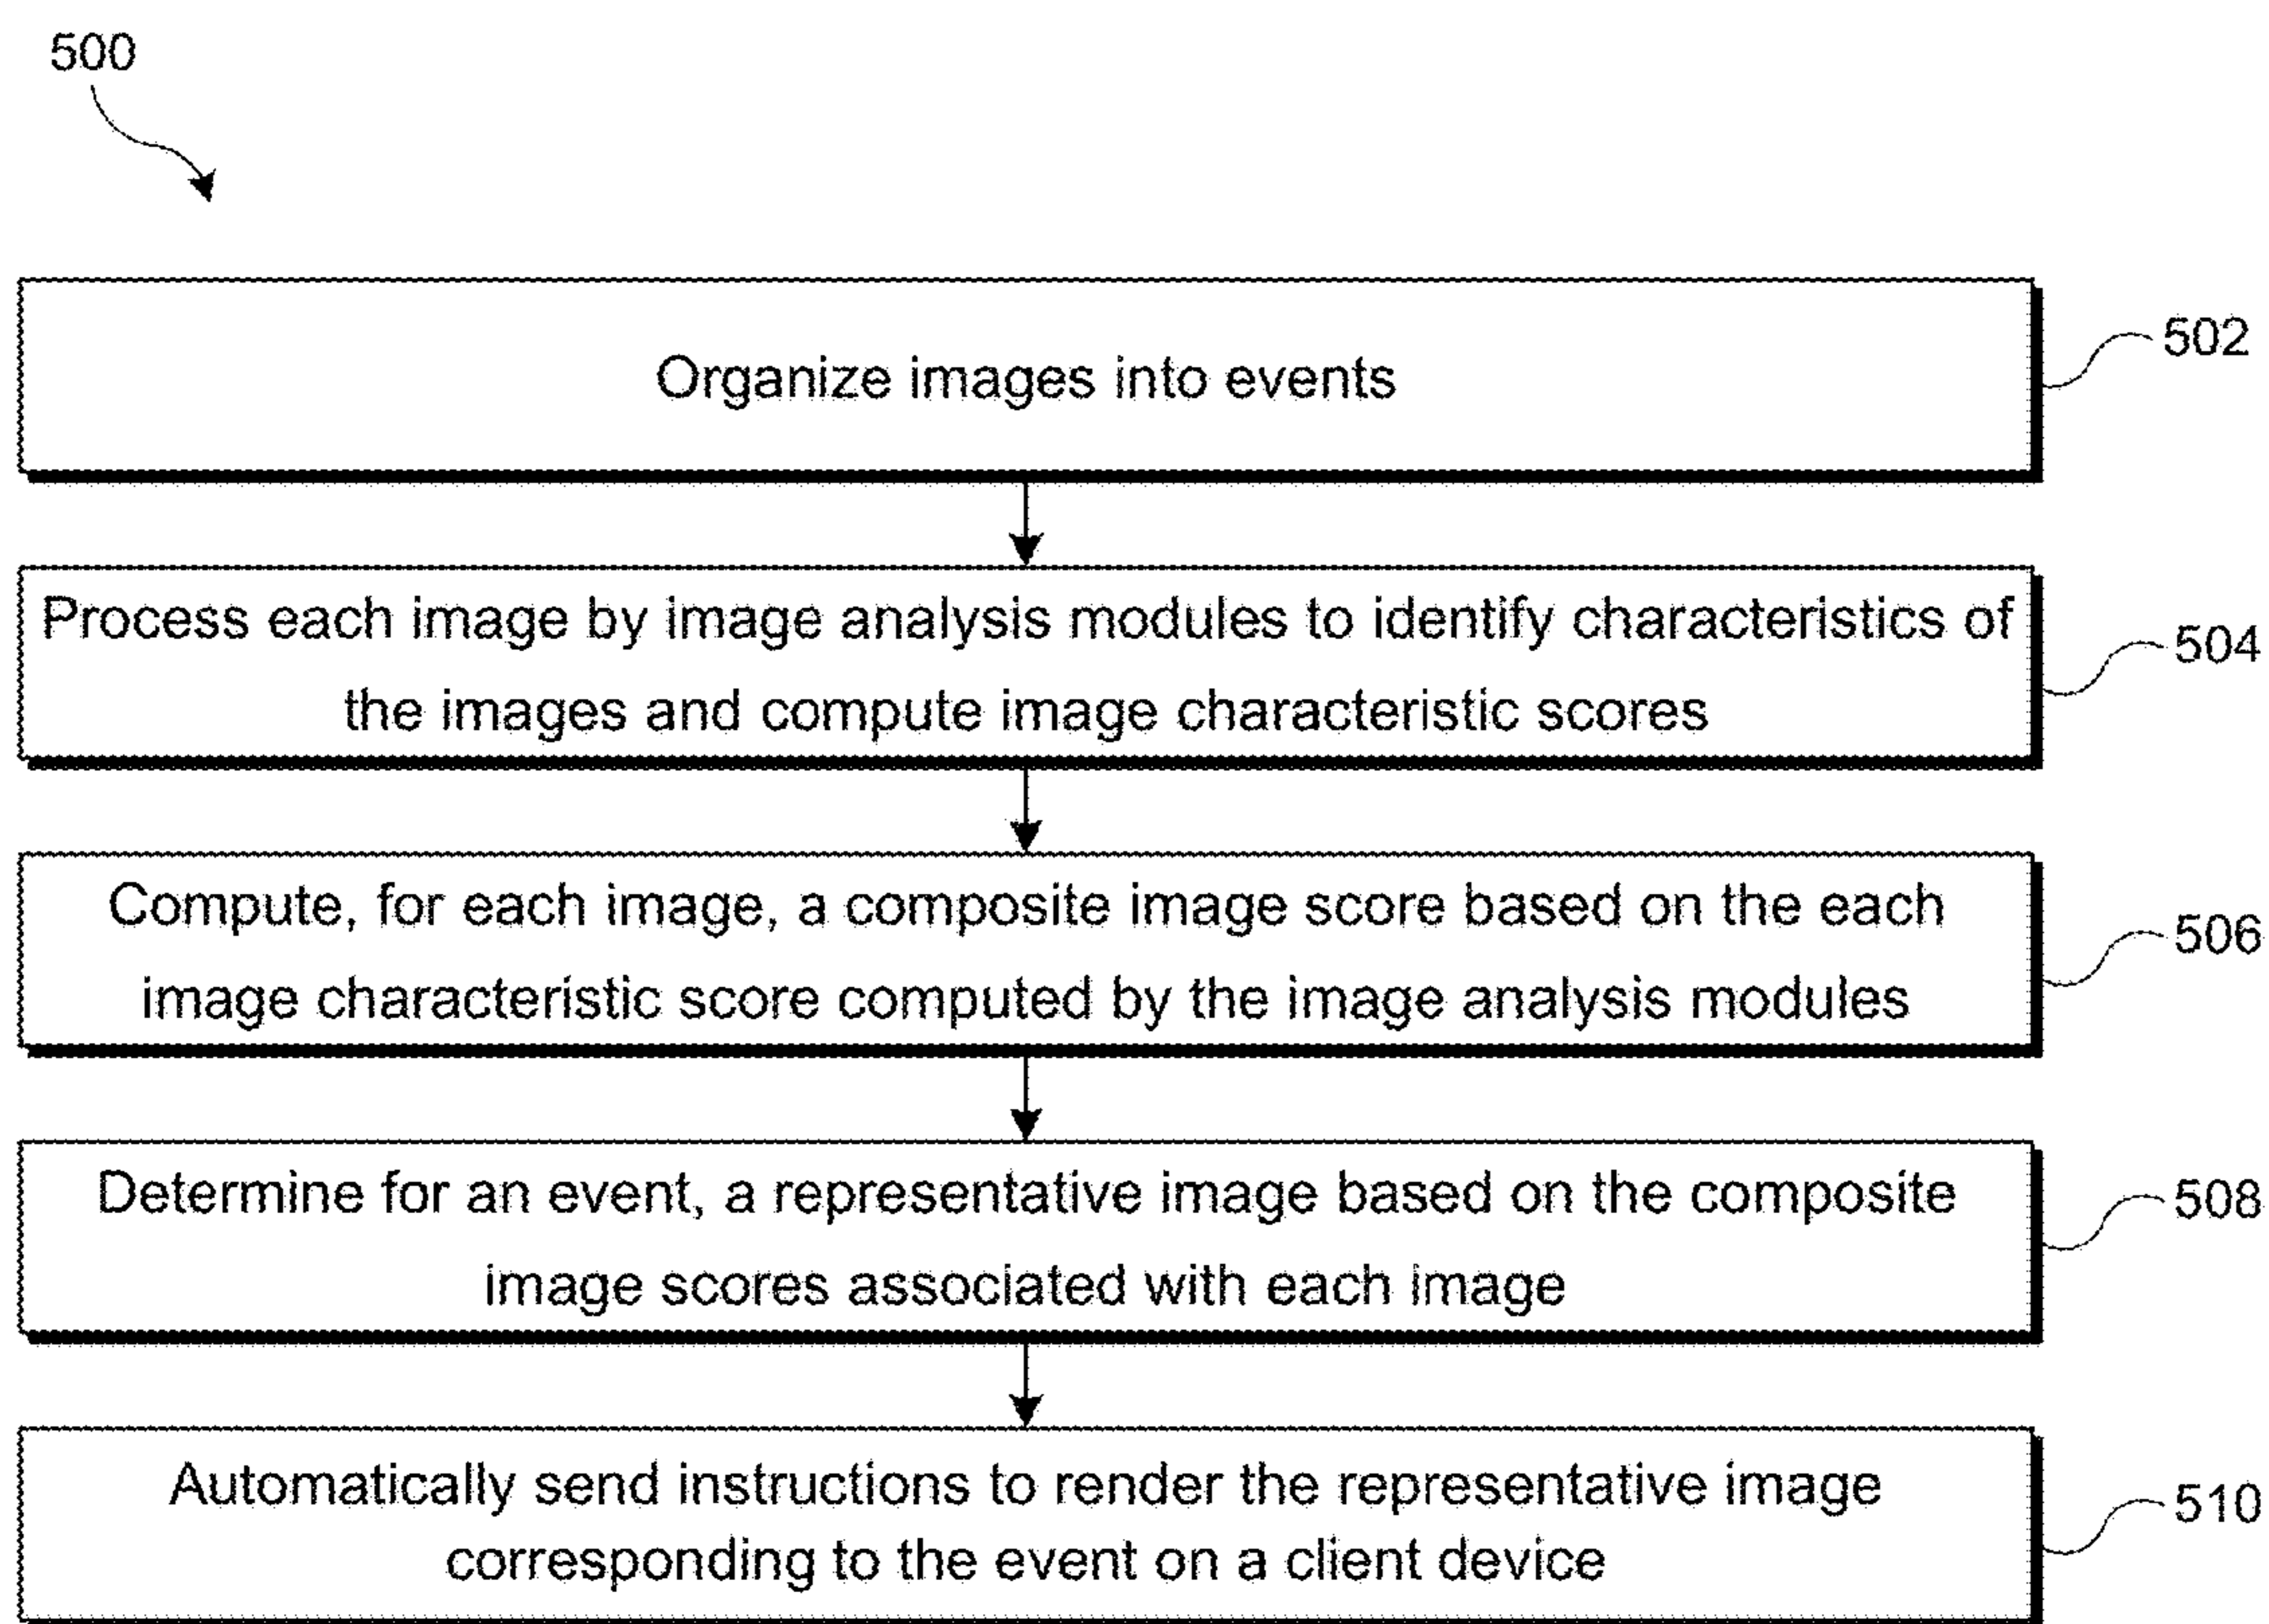 500
Organize images into events
502
Process each image by image analysis modules to identify characteristics of
the images and compute image characteristic scores
504
Compute, for each image, a composite image score based on the each
image characteristic score computed by the image analysis modules
506
Determine for an event, a representative image based on the composite
image scores associated with each image
508
Automatically send instructions to render the representative image
corresponding to the event on a client device
510